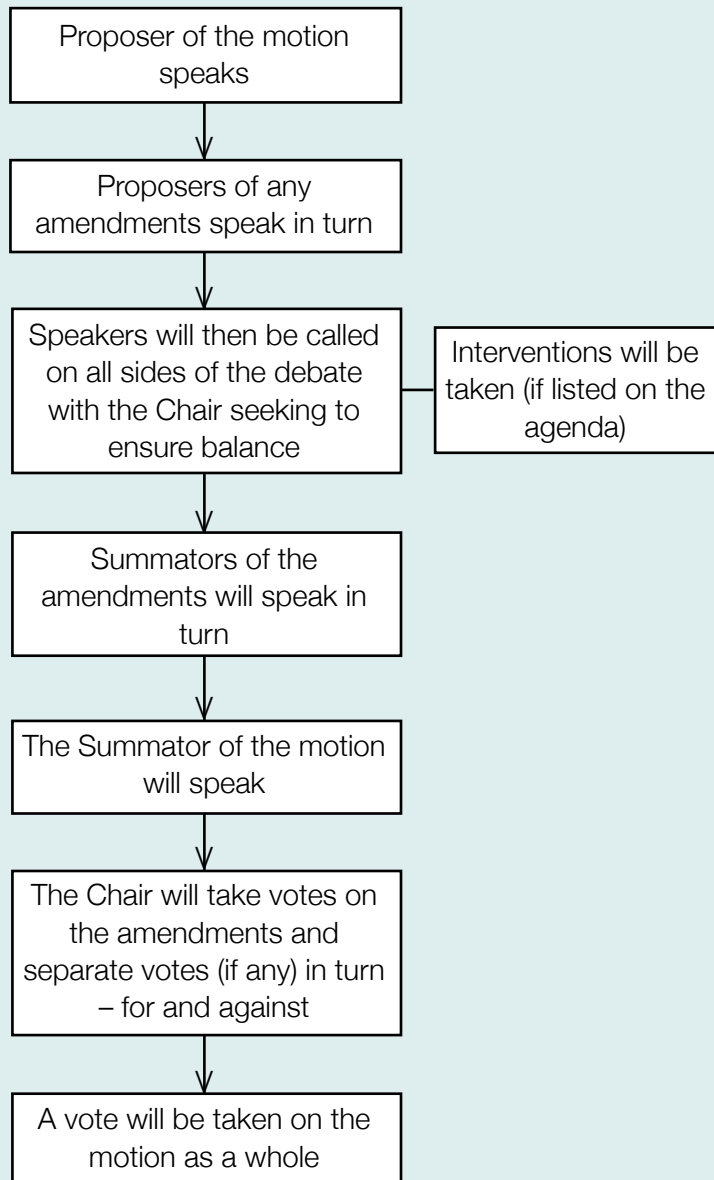 Proposer of the motion
speaks
Proposers of any
amendments speak in turn
Speakers will then be called
on all sides of the debate
with the Chair seeking to
ensure balance
Interventions will be
taken (if listed on the
agenda)
Summators of the
amendments will speak in
turn
The Summator of the motion
will speak
The Chair will take votes on
the amendments and
separate votes (if any) in turn
– for and against
A vote will be taken on the
motion as a whole